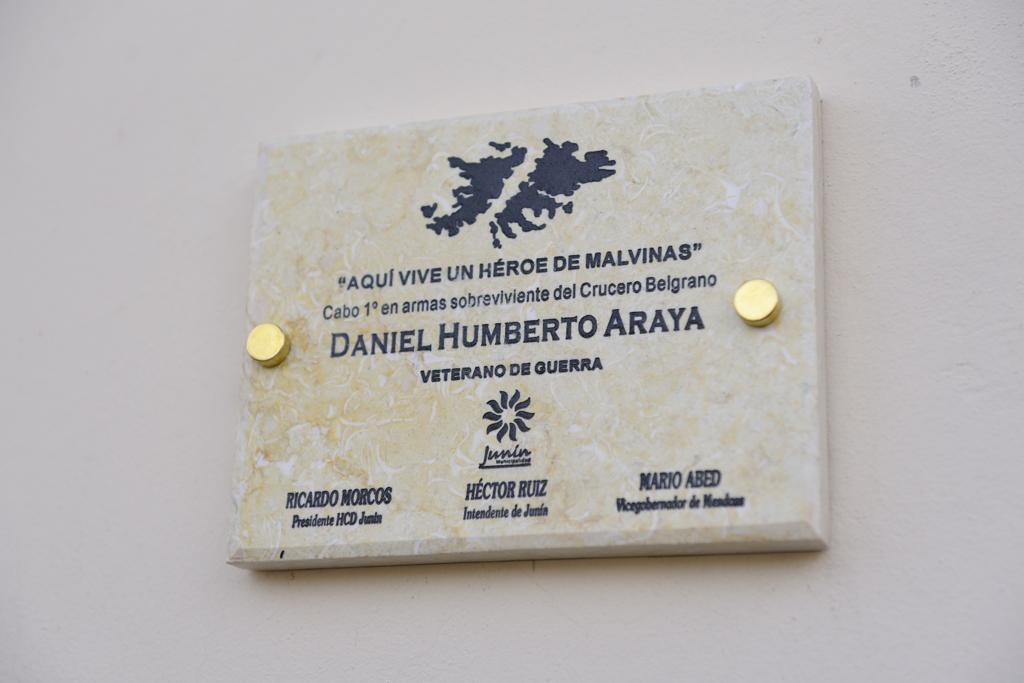 "AQUÍ VIVE UN HÉROE DE MALVINAS"
Cabo 1º en armas sobreviviente del Crucero Belgrano
DANIEL HUMBERTO ARAYA
VETERANO DE GUERRA
Junín
Municipalidad
RICARDO MORCOS
Presidente HCD Junín
HÉCTOR RUIZ
Intendente de Junín
MARIO ABED
Vicegobernador de Mendoza